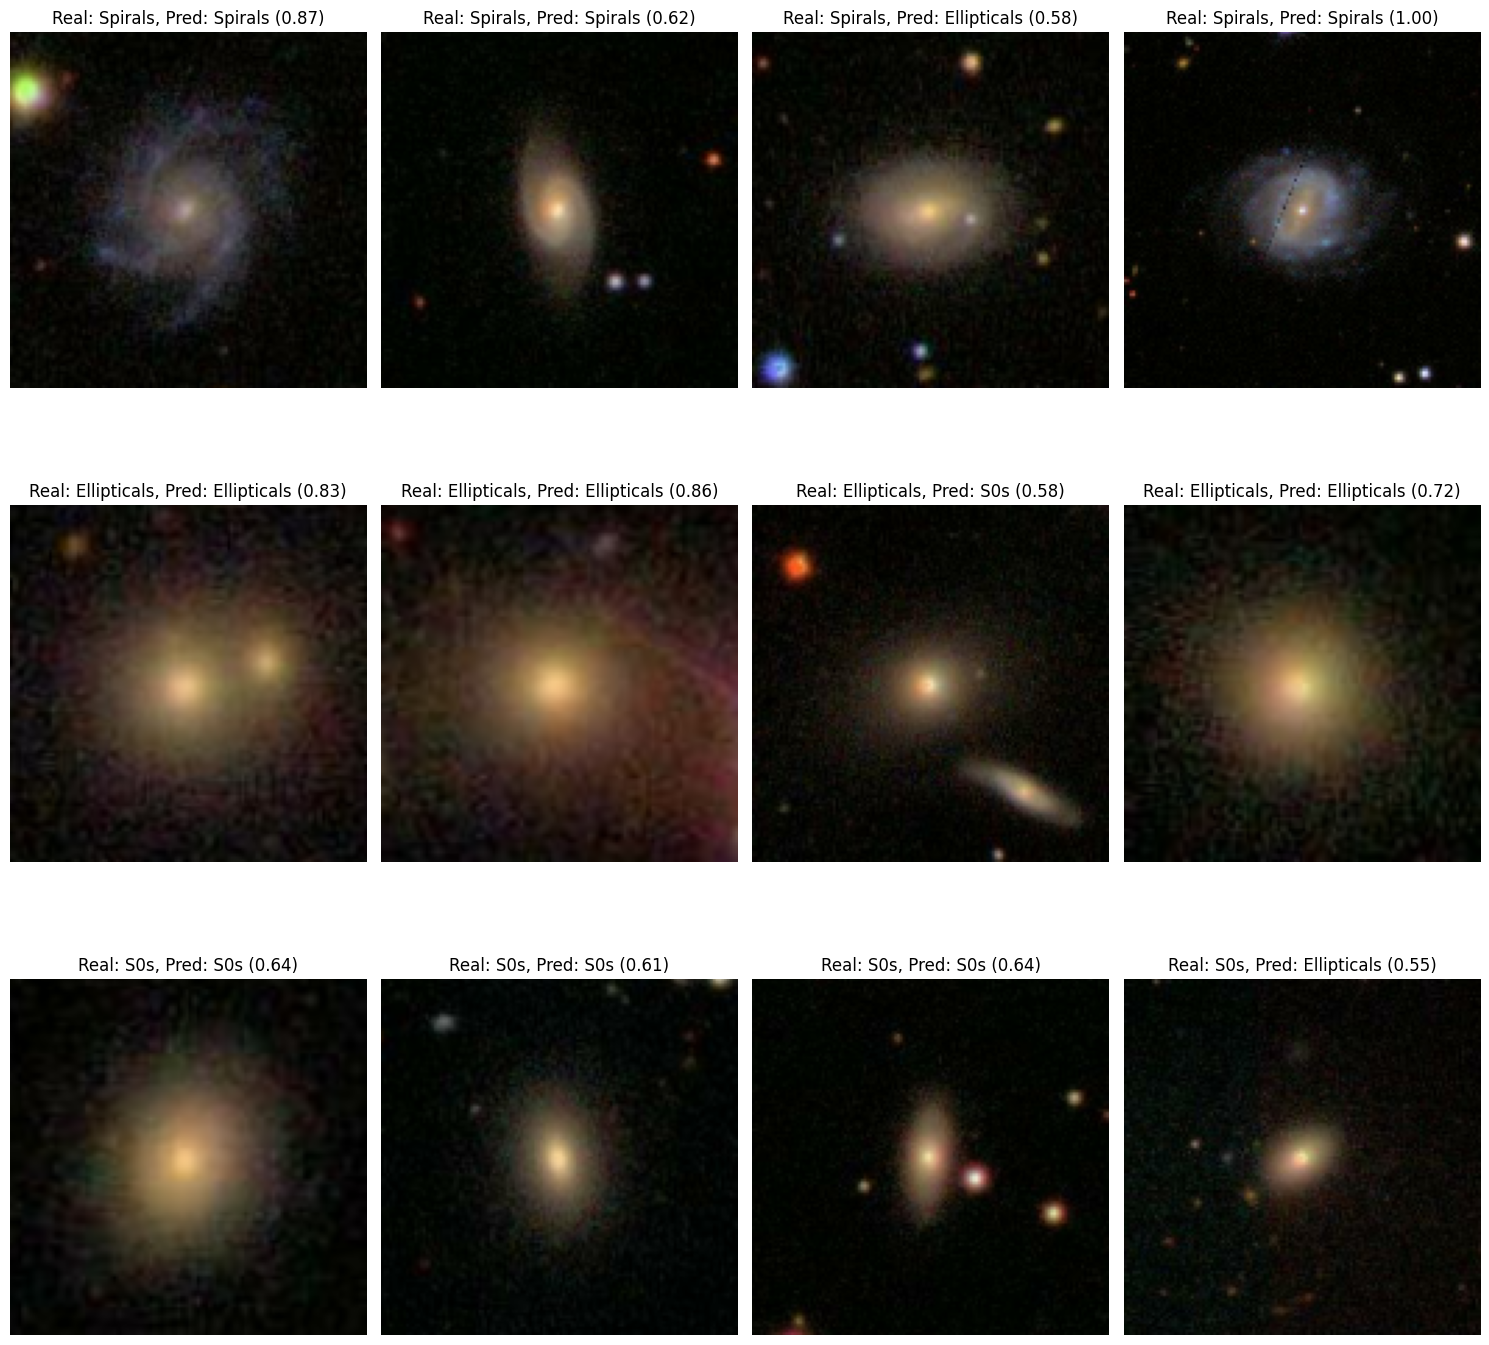 Real: Spirals, Pred: Spirals (0.87)
Real: Spirals, Pred: Spirals (0.62)
Real: Spirals, Pred: Ellipticals (0.58)
Real: Spirals, Pred: Spirals (1.00)
Real: Ellipticals, Pred: Ellipticals (0.83)
Real: Ellipticals, Pred: Ellipticals (0.86)
Real: Ellipticals, Pred: S0s (0.58)
Real: Ellipticals, Pred: Ellipticals (0.72)
Real: S0s, Pred: S0s (0.64)
Real: S0s, Pred: S0s (0.61)
Real: S0s, Pred: S0s (0.64)
Real: S0s, Pred: Ellipticals (0.55)